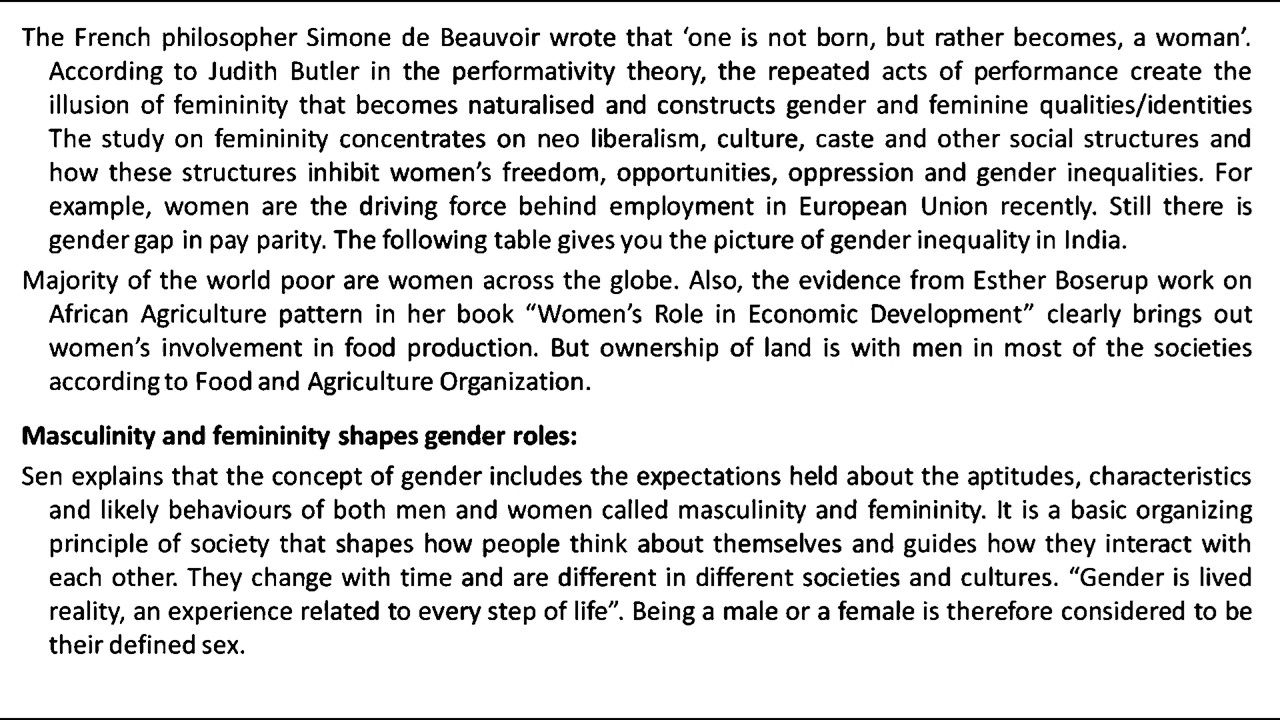 The French philosopher Simone de Beauvoir wrote that ‘one is not born, but rather becomes, a woman’.
According to Judith Butler in the performativity theory, the repeated acts of performance create the
illusion of femininity that becomes naturalised and constructs gender and feminine qualities/identities
The study on femininity concentrates on neo liberalism, culture, caste and other social structures and
how these structures inhibit women’s freedom, opportunities, oppression and gender inequalities. For
example, women are the driving force behind employment in European Union recently. Still there is
gender gap in pay parity. The following table gives you the picture of gender inequality in India.
Majority of the world poor are women across the globe. Also, the evidence from Esther Boserup work on
African Agriculture pattern in her book “Women’s Role in Economic Development” clearly brings out
women’s involvement in food production. But ownership of land is with men in most of the societies
according to Food and Agriculture Organization.
Masculinity and femininity shapes gender roles:
Sen explains that the concept of gender includes the expectations held about the aptitudes, characteristics
and likely behaviours of both men and women called masculinity and femininity. It is a basic organizing
principle of society that shapes how people think about themselves and guides how they interact with
each other. They change with time and are different in different societies and cultures. “Gender is lived
reality, an experience related to every step of life”. Being a male or a female is therefore considered to be
their defined sex.